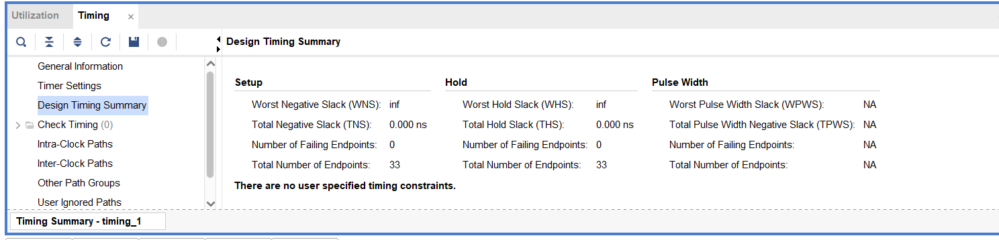 Utilization Timing ×
Design Timing Summary
General Information
Timer Settings
Design Timing Summary
Check Timing (0)
Intra-Clock Paths
Inter-Clock Paths
Other Path Groups
User Ignored Paths
Setup Hold Pulse Width
Worst Negative Slack (WNS): inf Worst Hold Slack (WHS): inf Worst Pulse Width Slack (WPWS): NA
Total Negative Slack (TNS): 0.000 ns Total Hold Slack (THS): 0.000 ns Total Pulse Width Negative Slack (TPWS): NA
Number of Failing Endpoints: 0 Number of Failing Endpoints: 0 Number of Failing Endpoints: NA
Total Number of Endpoints: 33 Total Number of Endpoints: 33 Total Number of Endpoints: NA
There are no user specified timing constraints.
Timing Summary - timing_1